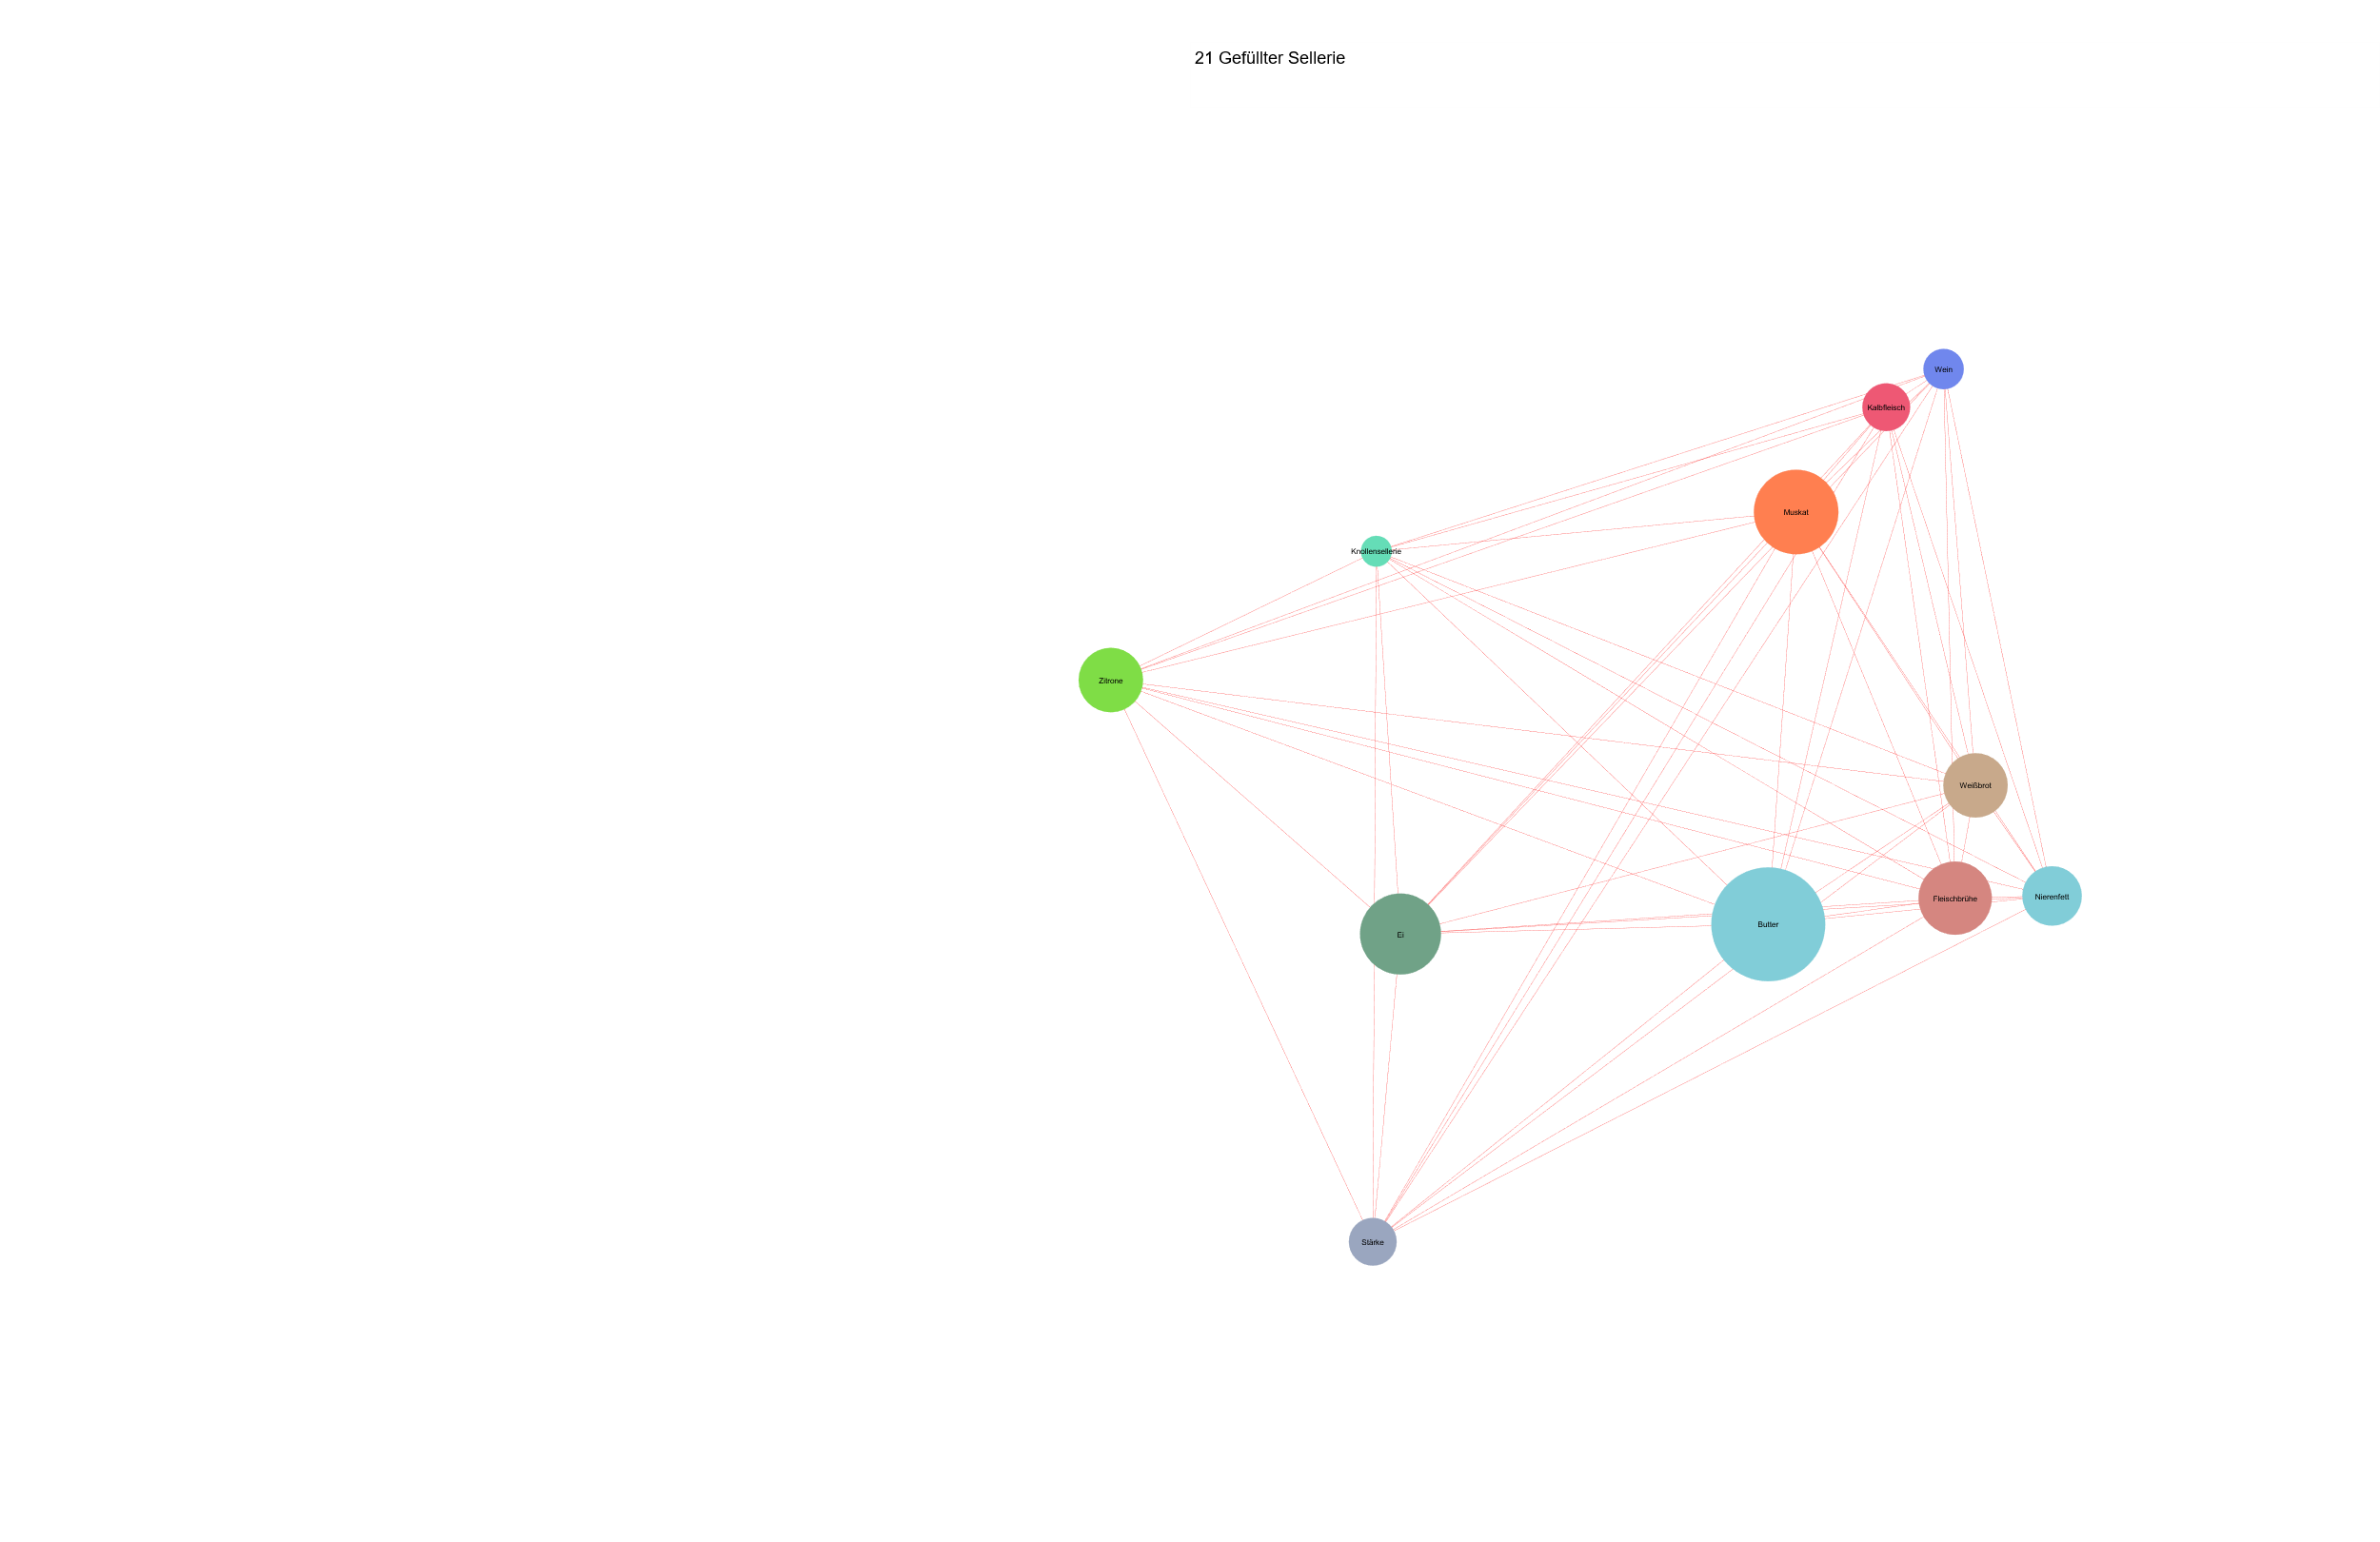 21 Gefüllter Sellerie
Wein
Kalbfleisch
Muskat
Knollensellerie
Zitrone
Weißbrot
Nierenfett
Fleischbrühe
Butter
Ei
Stärke